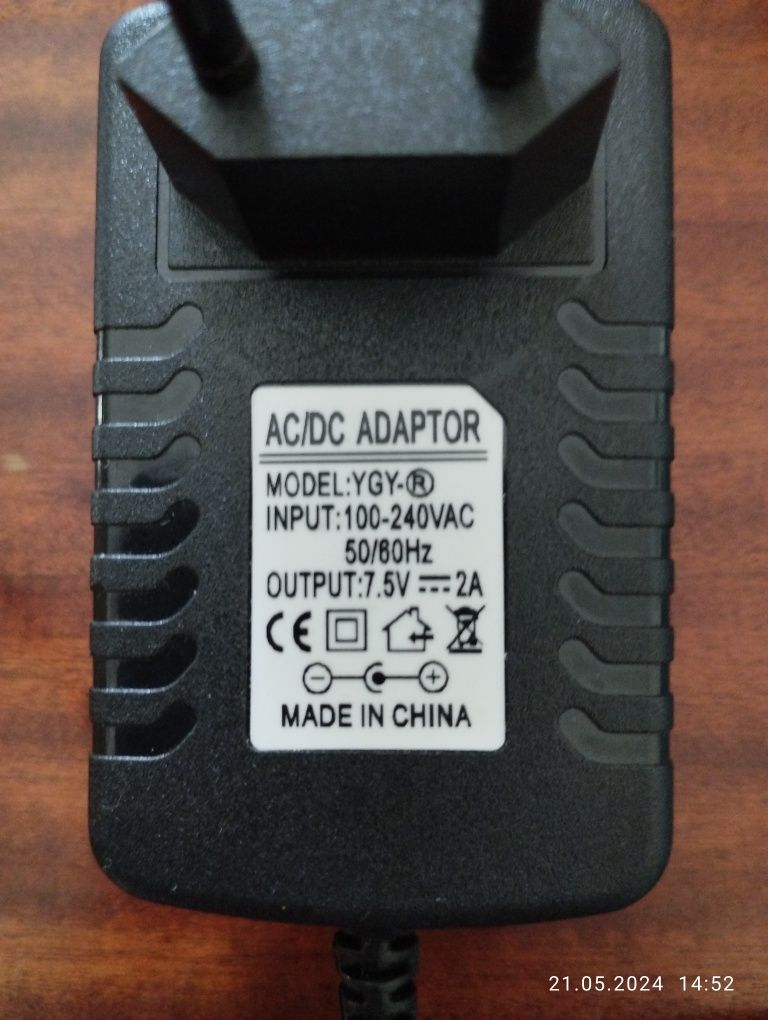 AC/DC ADAPTOR
MODEL:YGY-®
INPUT:100-240VAC
50/60Hz
OUTPUT:7.5V ⎓ 2A
CE
MADE IN CHINA
21.05.2024 14:52